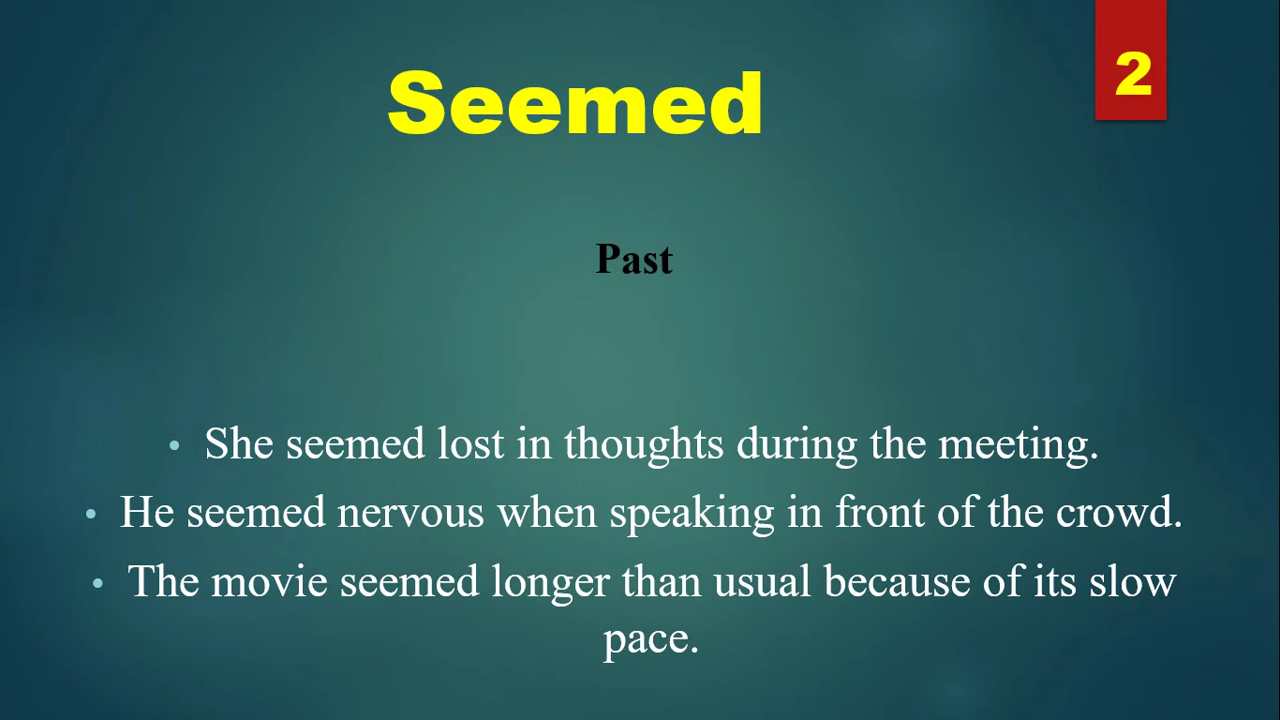 2
Seemed
Past
• She seemed lost in thoughts during the meeting.
• He seemed nervous when speaking in front of the crowd.
• The movie seemed longer than usual because of its slow
pace.